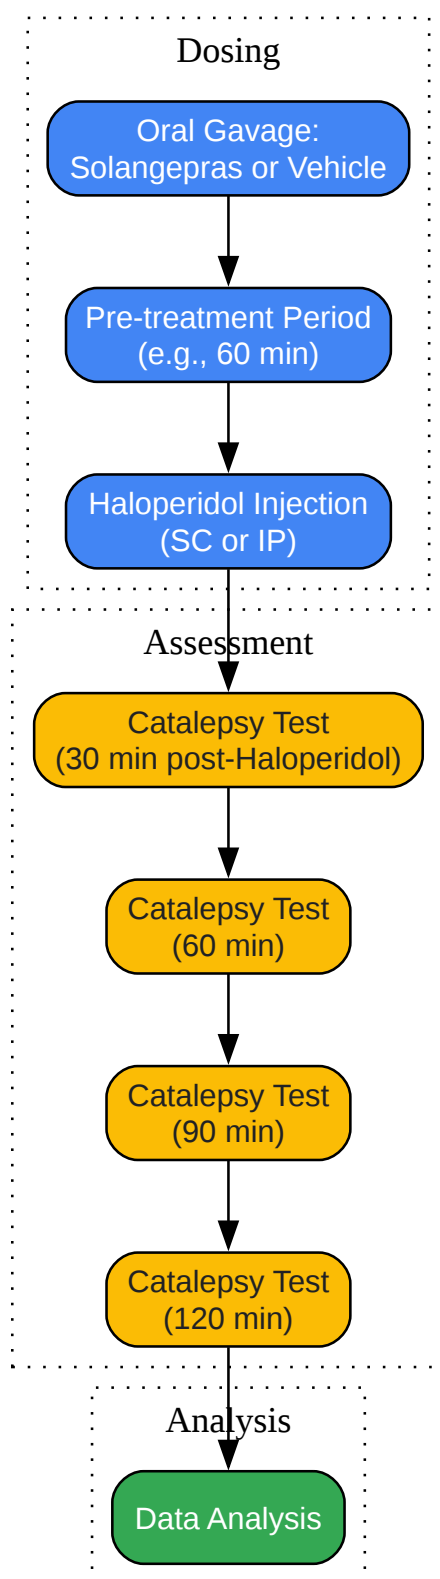 Dosing
Oral Gavage:
Solangepras or Vehicle
Pre-treatment Period
(e.g., 60 min)
Haloperidol Injection
(SC or IP)
Assessment
Catalepsy Test
(30 min post-Haloperidol)
Catalepsy Test
(60 min)
Catalepsy Test
(90 min)
Catalepsy Test
(120 min)
Analysis
Data Analysis